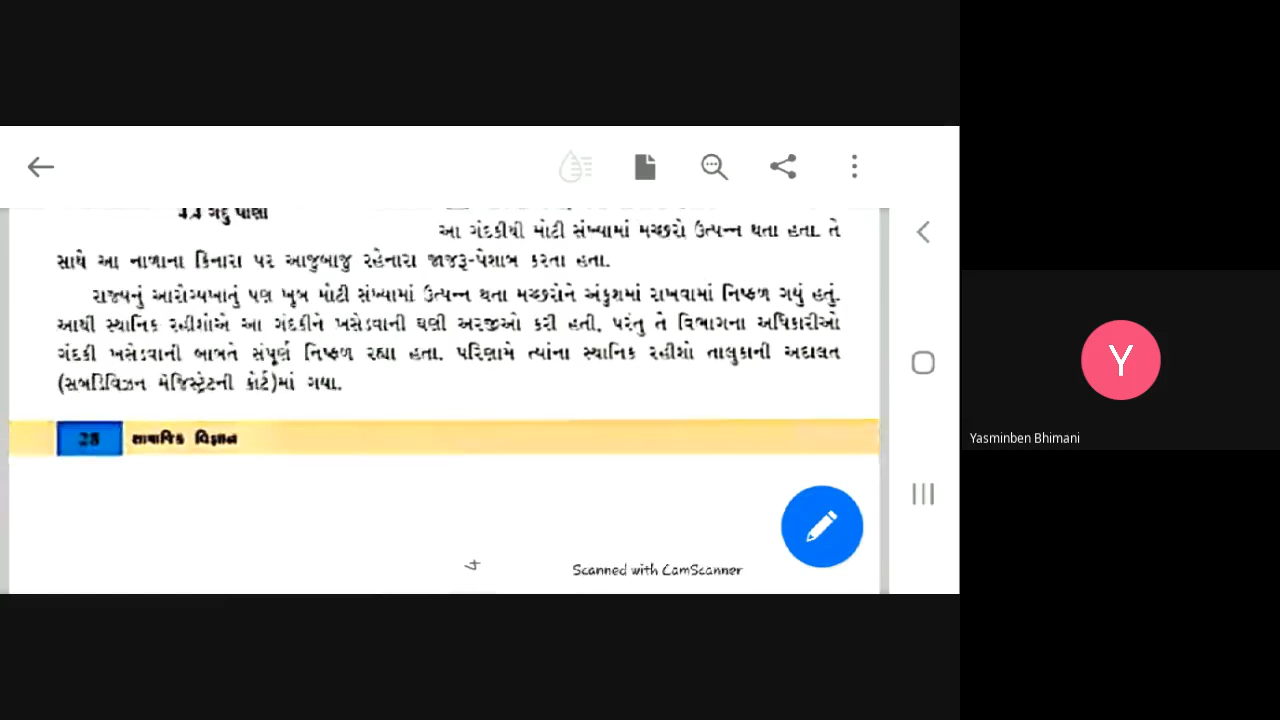 4.4 ગંદું પાણી
આ ગંદકીથી મોટી સંખ્યામાં મચ્છરો ઉત્પન્ન થતા હતા. તે
સાથે આ નાળાના કિનારા પર આજુબાજુ રહેનારા જાજરૂ-પેશાબ કરતા હતા.
રાજ્યનું આરોગ્યખાતું પણ ખૂબ મોટી સંખ્યામાં ઉત્પન્ન થતા મચ્છરોને અંકુશમાં રાખવામાં નિષ્ફળ ગયું હતું.
આથી સ્થાનિક રહીશોએ આ ગંદકીને ખસેડવાની ઘણી અરજીઓ કરી હતી. પરંતુ તે વિભાગના અધિકારીઓ
ગંદકી ખસેડવાની બાબતે સંપૂર્ણ નિષ્ફળ રહ્યા હતા. પરિણામે ત્યાંના સ્થાનિક રહીશો તાલુકાની અદાલત
(સબડિવિઝન મૅજિસ્ટ્રેટની કોર્ટ)માં ગયા.
28 સામાજિક વિજ્ઞાન
Scanned with CamScanner
Y
Yasminben Bhimani